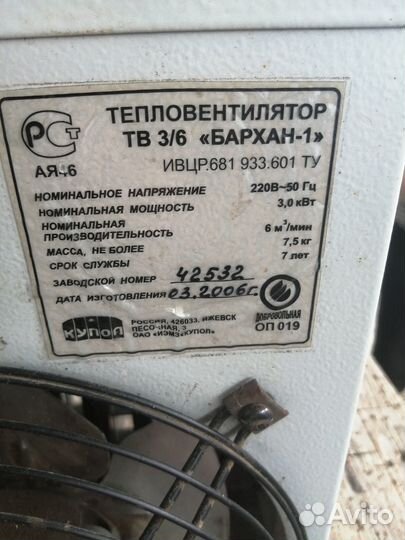 РСТ
АЯ46
ТЕПЛОВЕНТИЛЯТОР
ТВ 3/6 «БАРХАН-1»
ИВЦР.681 933.601 ТУ
НОМИНАЛЬНОЕ НАПРЯЖЕНИЕ 220В~50 Гц
НОМИНАЛЬНАЯ МОЩНОСТЬ 3,0 кВт
НОМИНАЛЬНАЯ
ПРОИЗВОДИТЕЛЬНОСТЬ 6 м³/мин
МАССА, НЕ БОЛЕЕ 7,5 кг
СРОК СЛУЖБЫ 7 лет
ЗАВОДСКОЙ НОМЕР 42532
ДАТА ИЗГОТОВЛЕНИЯ 03.2006г.
КУПОЛ
РОССИЯ, 426033, ИЖЕВСК
ПЕСОЧНАЯ, 3
ОАО «ИЭМЗ«КУПОЛ»
ДОБРОВОЛЬНАЯ
ОП 019
Avito